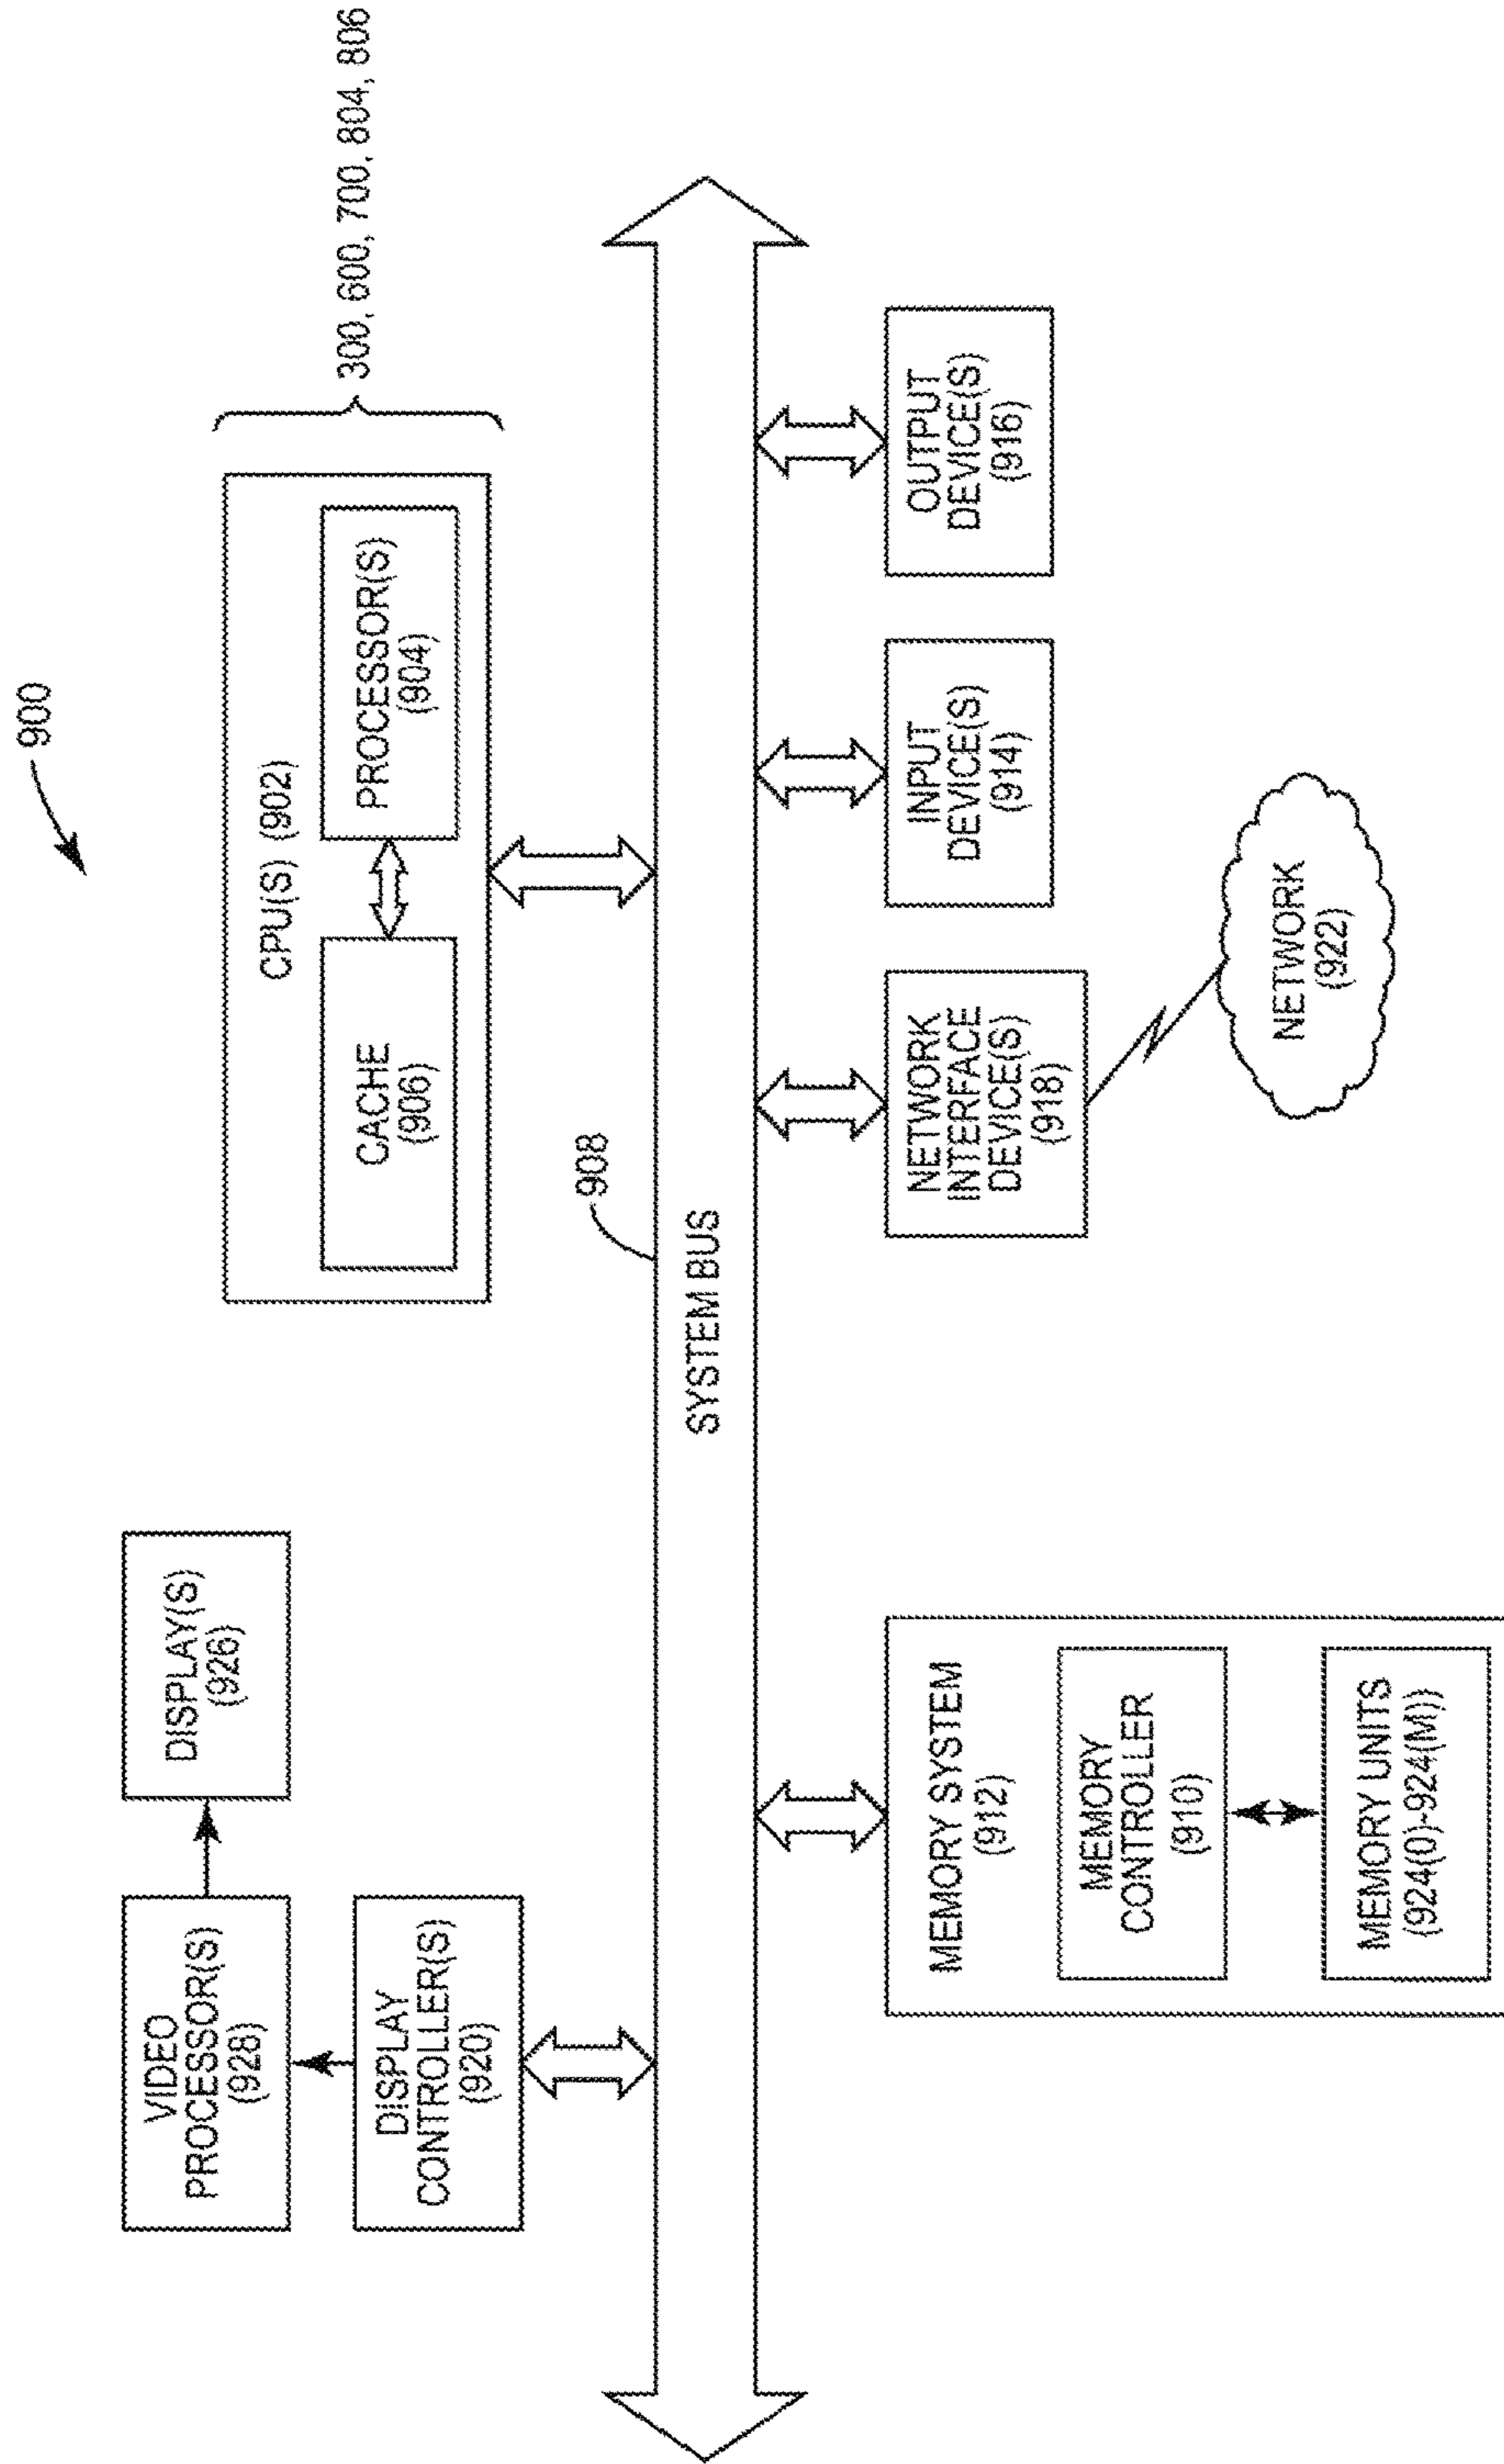 900
300, 600, 700, 804, 806
CPU(S) (902)
CACHE
(906)
PROCESSOR(S)
(904)
VIDEO
PROCESSOR(S)
(928)
DISPLAY(S)
(926)
DISPLAY
CONTROLLER(S)
(920)
908
SYSTEM BUS
MEMORY SYSTEM
(912)
MEMORY
CONTROLLER
(910)
MEMORY UNITS
(924(0)-924(M))
NETWORK
INTERFACE
DEVICE(S)
(918)
INPUT
DEVICE(S)
(914)
OUTPUT
DEVICE(S)
(916)
NETWORK
(922)